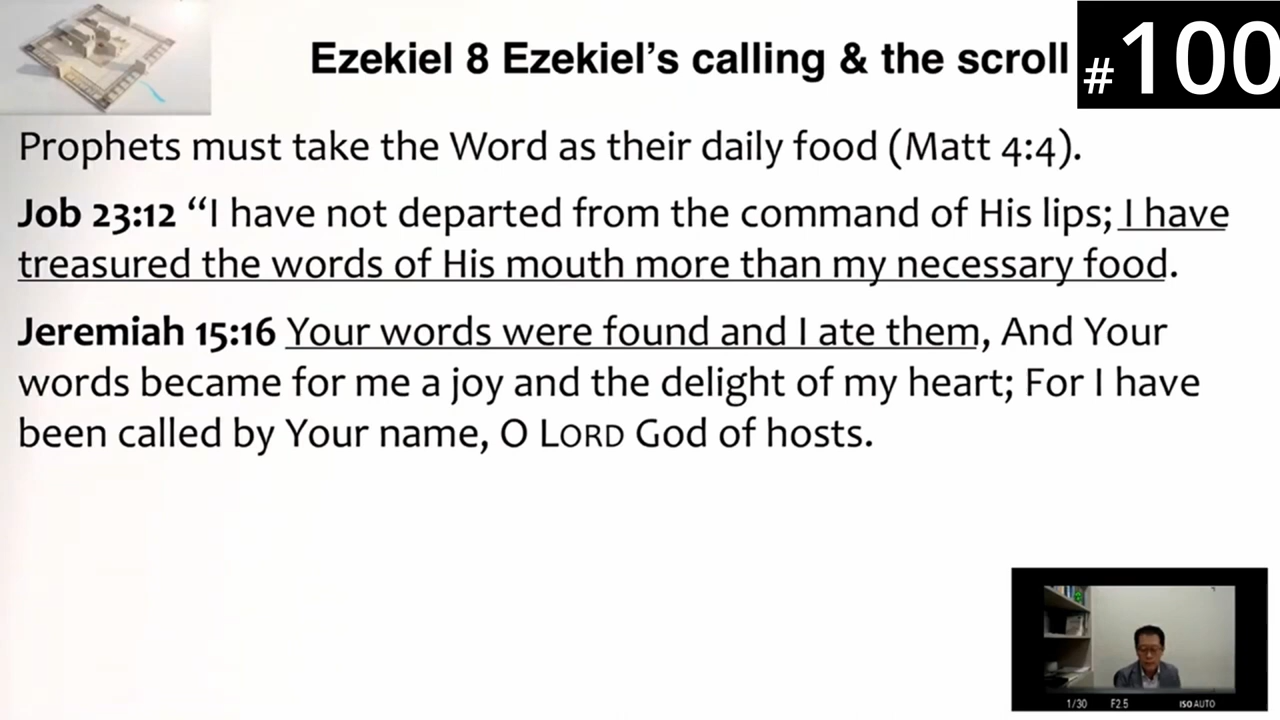 Ezekiel 8 Ezekiel's calling & the scroll
#100
Prophets must take the Word as their daily food (Matt 4:4).
Job 23:12 “I have not departed from the command of His lips; I have
treasured the words of His mouth more than my necessary food.
Jeremiah 15:16 Your words were found and I ate them, And Your
words became for me a joy and the delight of my heart; For I have
been called by Your name, O LORD God of hosts.
1/30 F2.5 ISO AUTO